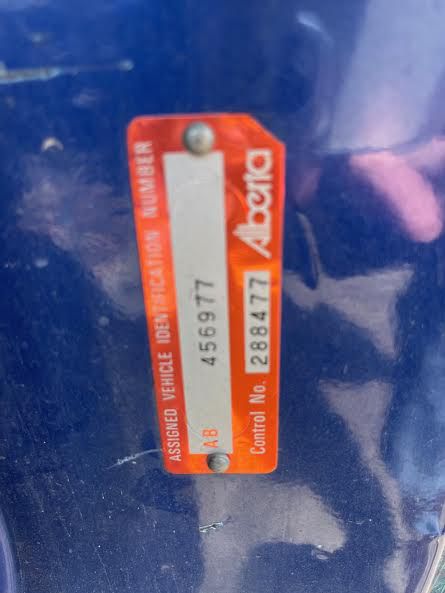 ASSIGNED VEHICLE IDENTIFICATION NUMBER
AB 456977
Control No. 288477 Alberta